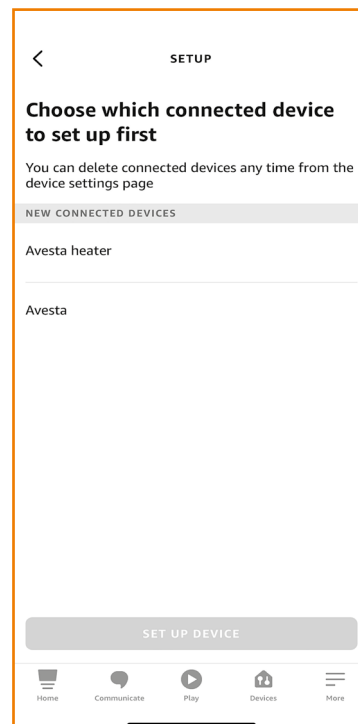 SETUP
Choose which connected device
to set up first
You can delete connected devices any time from the
device settings page
NEW CONNECTED DEVICES
Avesta heater
Avesta
SET UP DEVICE
Home Communicate Play Devices More